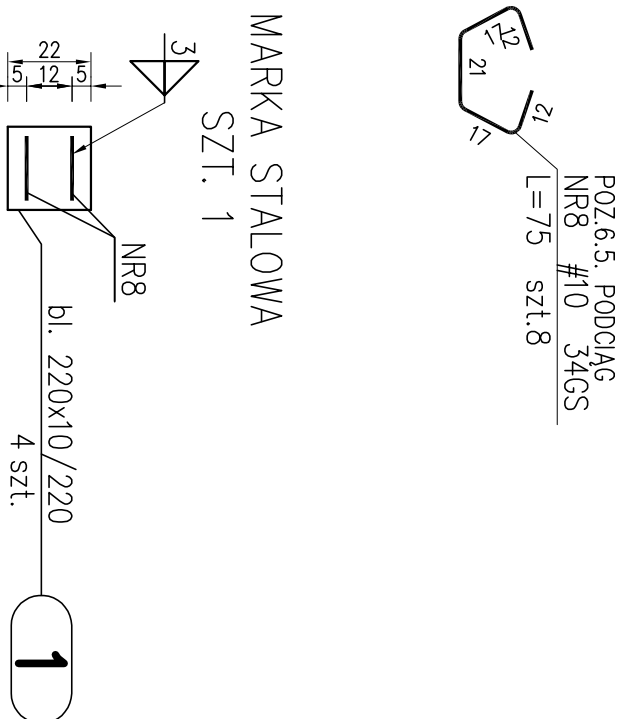 POZ.6.5. PODCIĄG
NR8 #10 34GS
L=75 szt.8
12
17
21
17
12
MARKA STALOWA
SZT. 1
3
22
5 12 5
NR8
bl. 220x10/220
4 szt.
1